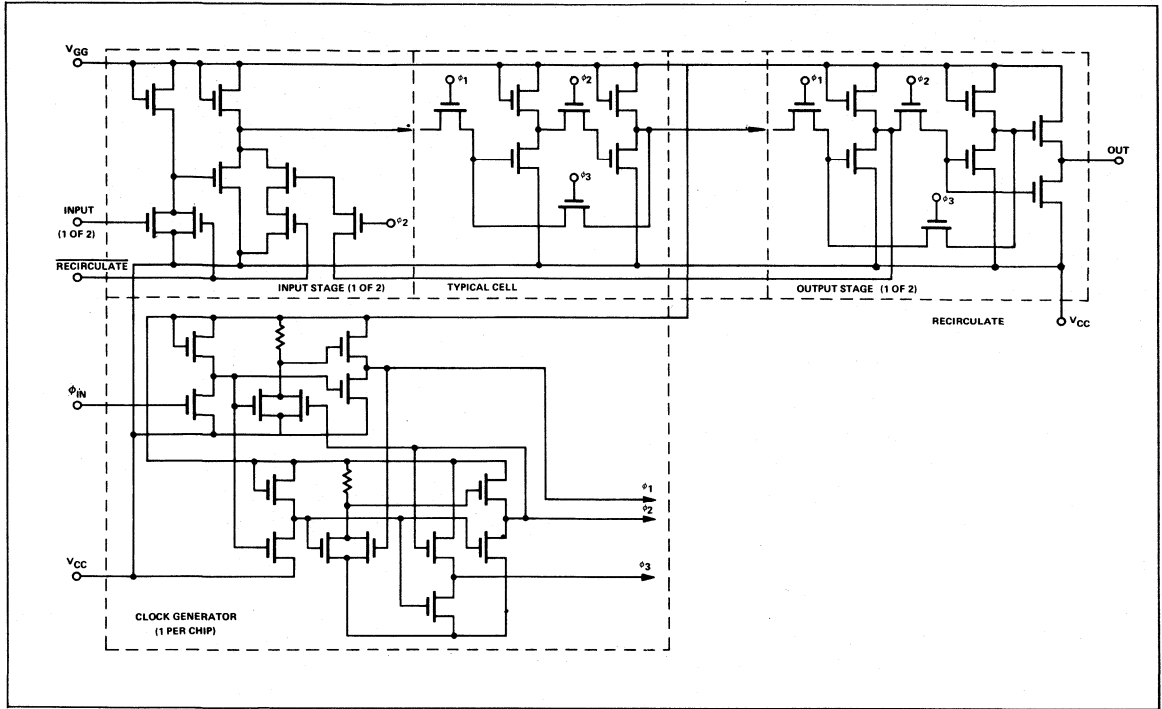 VGG
ϕ1
ϕ2
ϕ1
ϕ2
OUT
ϕ3
ϕ3
INPUT
(1 OF 2)
ϕ2
RECIRCULATE
INPUT STAGE (1 OF 2)
TYPICAL CELL
OUTPUT STAGE (1 OF 2)
RECIRCULATE
VCC
ϕIN
ϕ1
ϕ2
VCC
ϕ3
CLOCK GENERATOR
(1 PER CHIP)